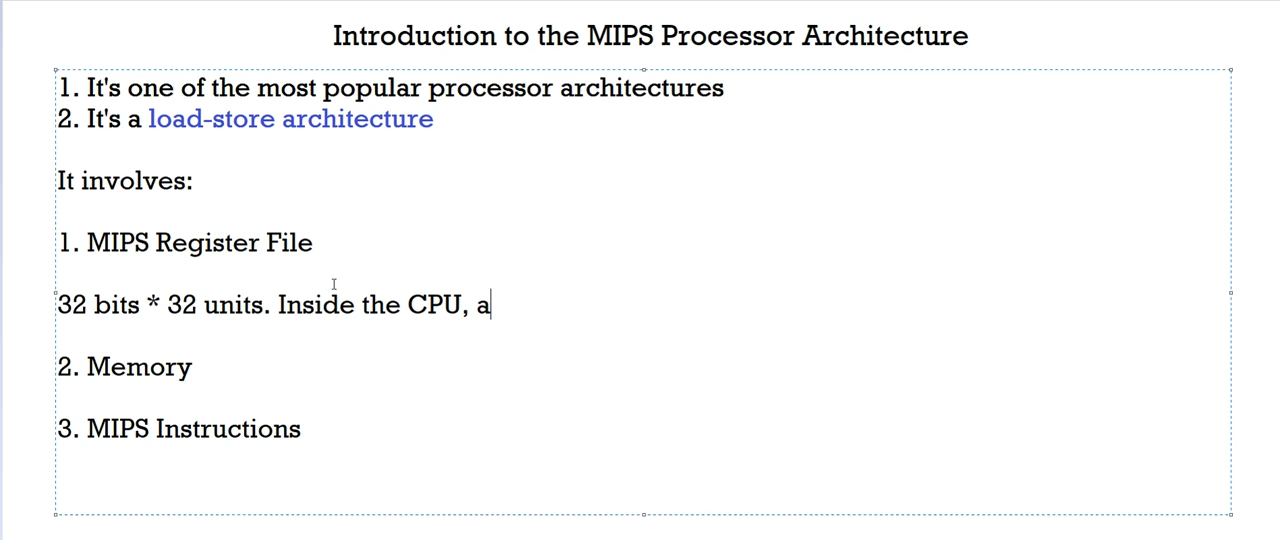 Introduction to the MIPS Processor Architecture
1. It's one of the most popular processor architectures
2. It's a load-store architecture
It involves:
1. MIPS Register File
32 bits * 32 units. Inside the CPU, a
2. Memory
3. MIPS Instructions